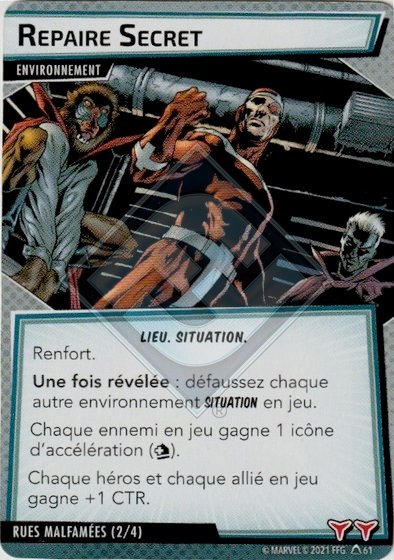 REPAIRE SECRET
ENVIRONNEMENT
LIEU. SITUATION.
Renfort.
Une fois révélée : défaussez chaque
autre environnement SITUATION en jeu.
Chaque ennemi en jeu gagne 1 icône
d'accélération ( ).
Chaque héros et chaque allié en jeu
gagne +1 CTR.
RUES MALFAMÉES (2/4)
© MARVEL © 2021 FFG 61
®